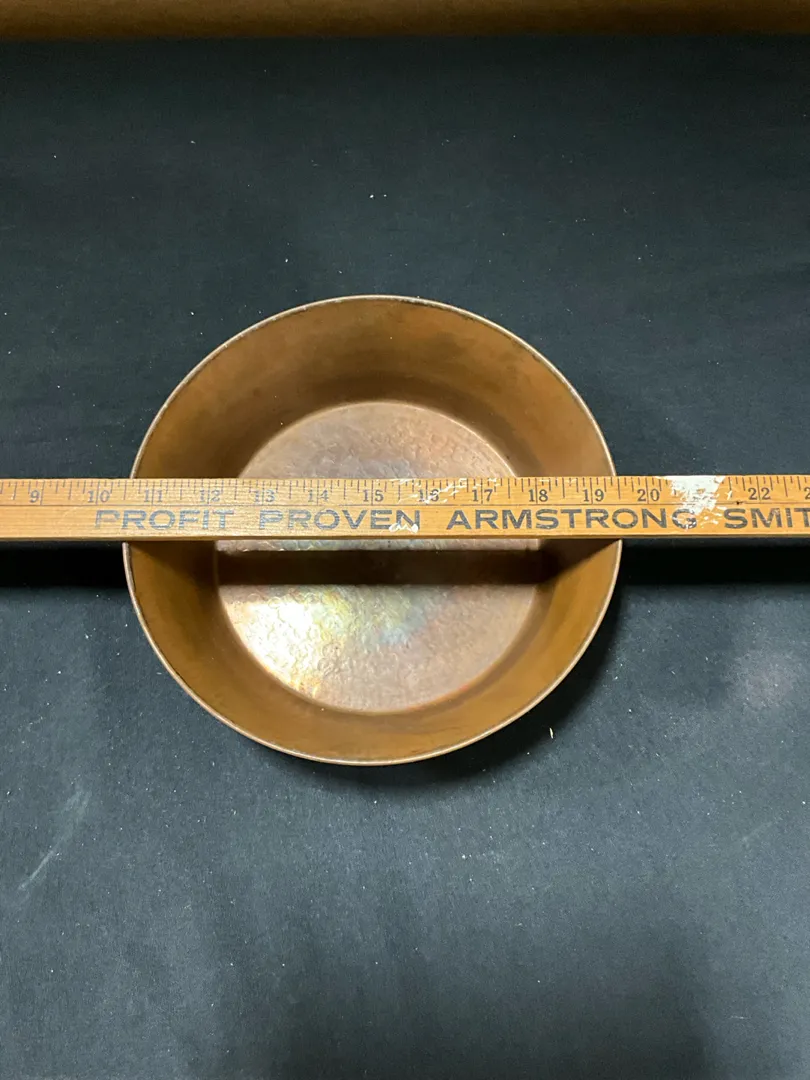 9 10 11 12 13 14 15 16 17 18 19 20 22
PROFIT PROVEN ARMSTRONG SMIT